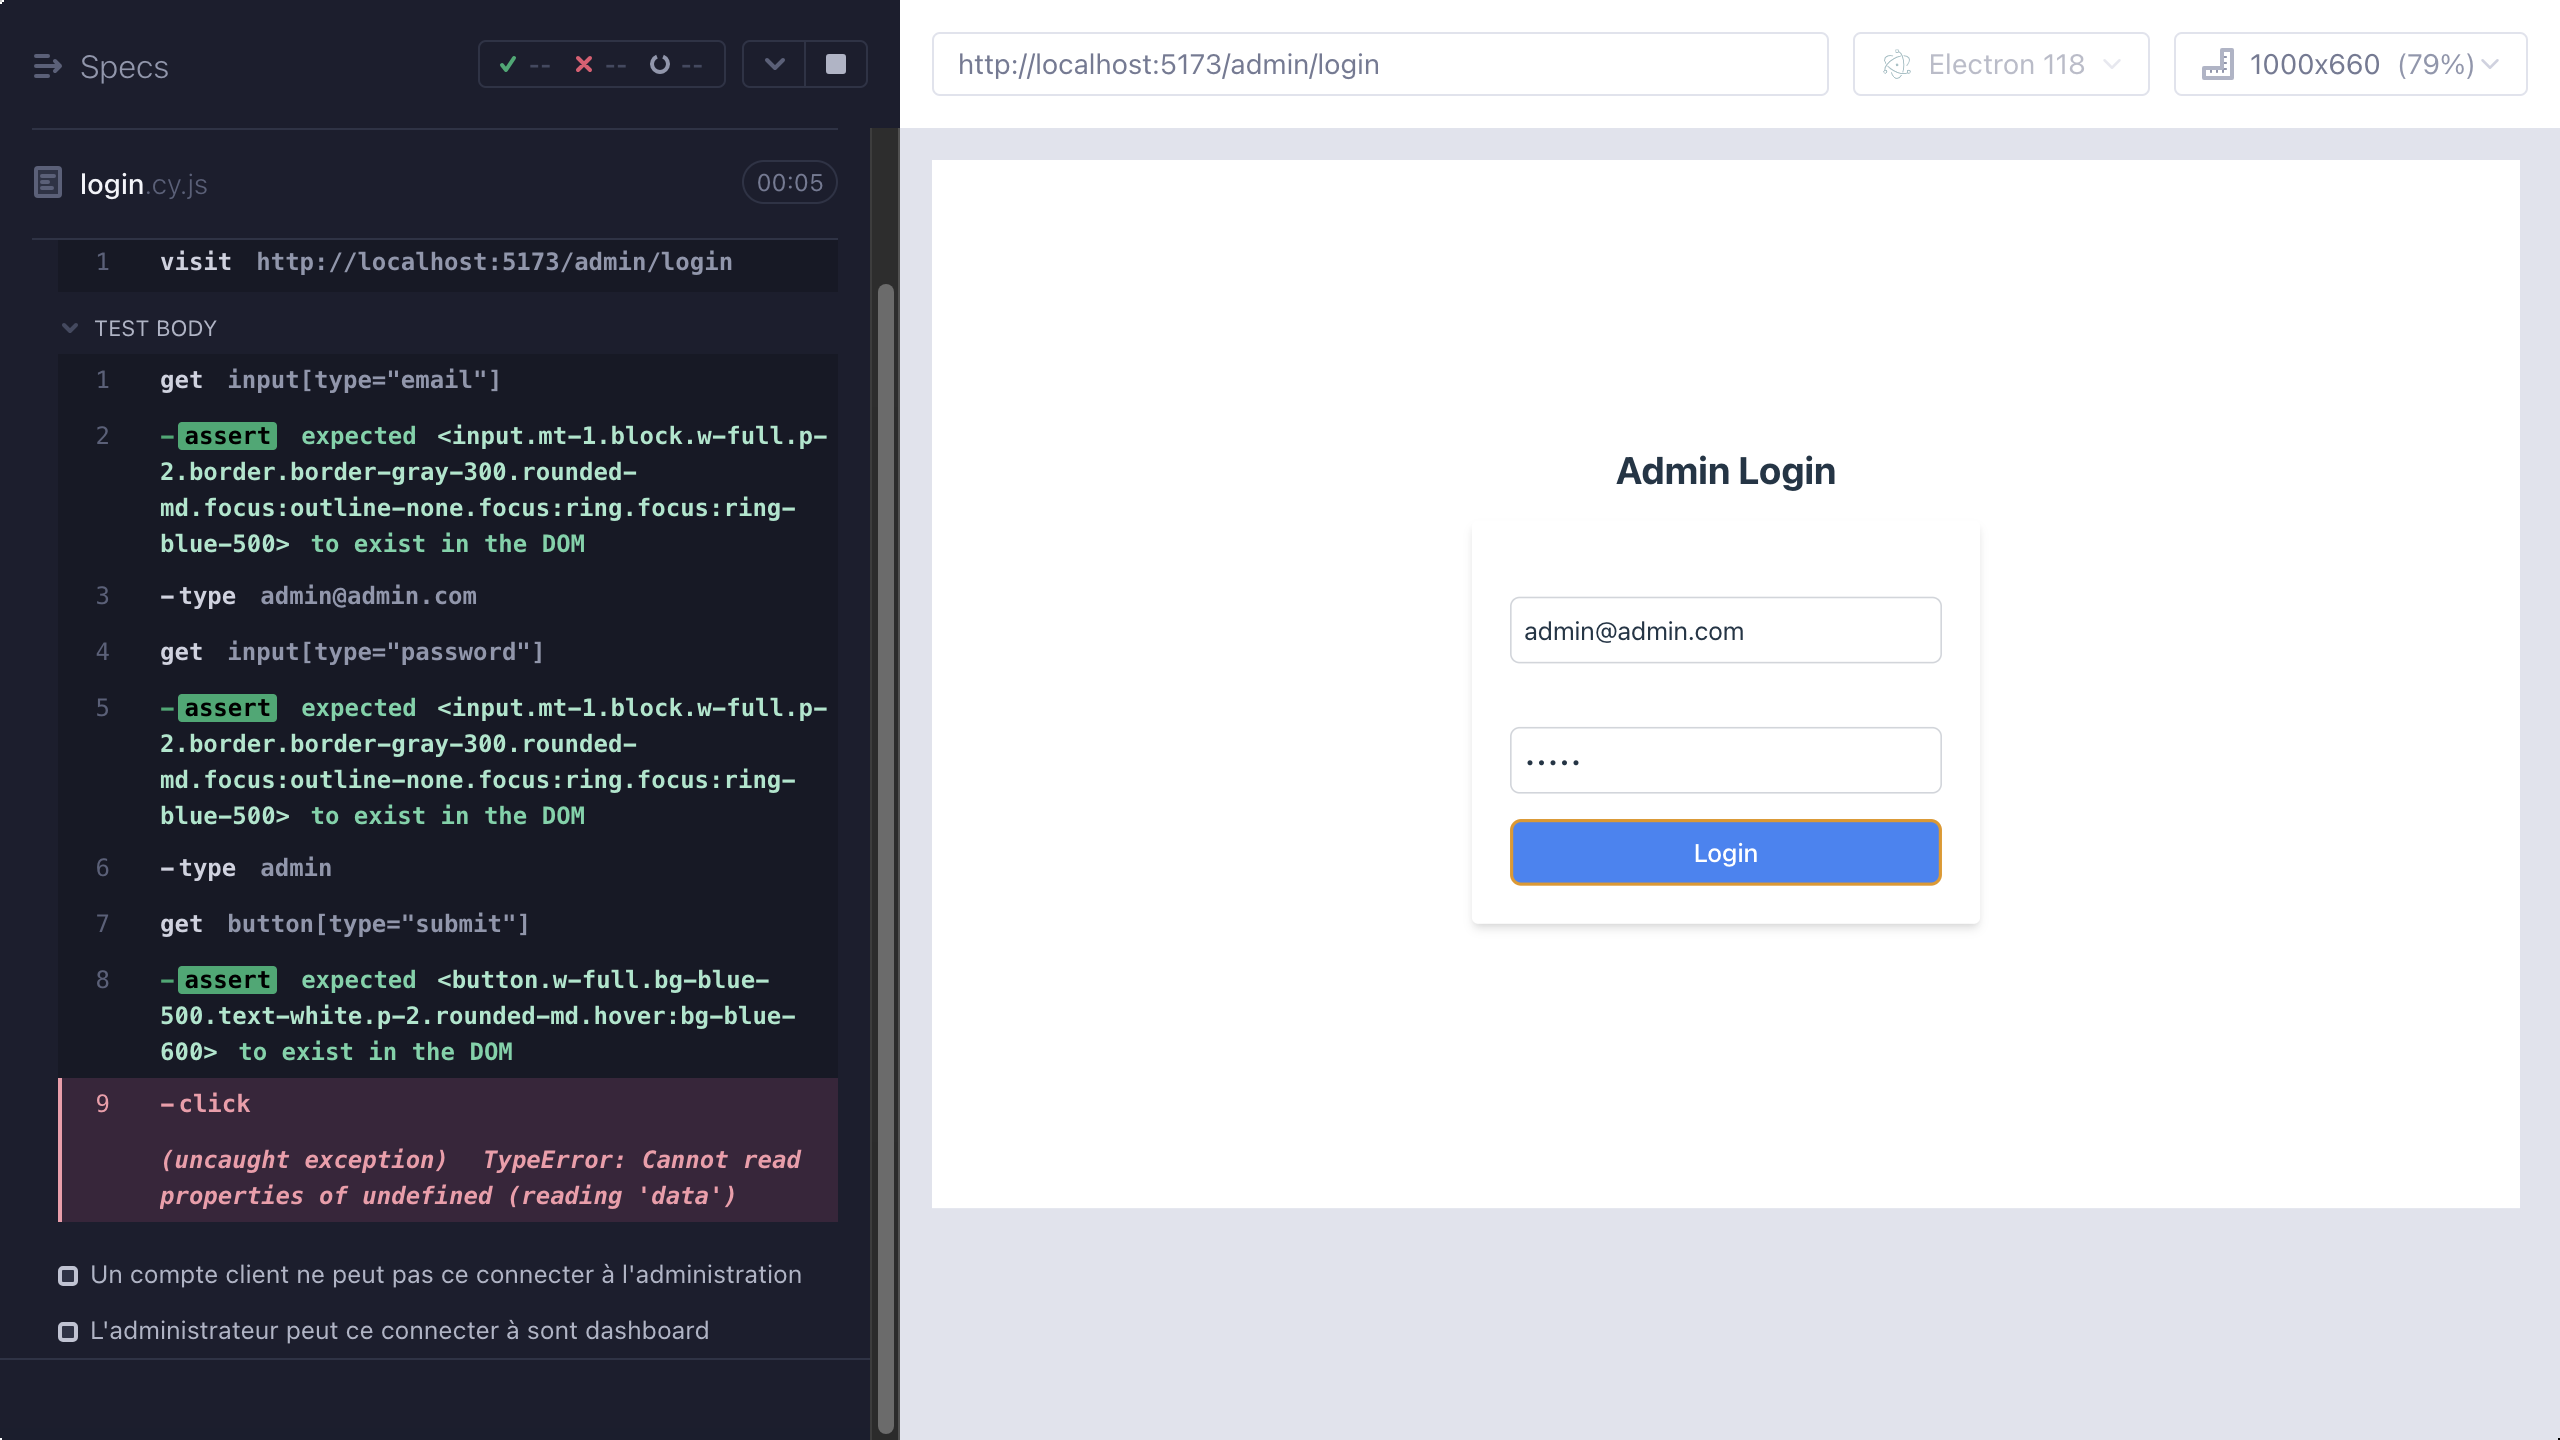 Specs
-- -- --
login.cy.js 00:05
1 visit http://localhost:5173/admin/login
TEST BODY
1 get input[type="email"]
2 -assert expected <input.mt-1.block.w-full.p-
2.border.border-gray-300.rounded-
md.focus:outline-none.focus:ring.focus:ring-
blue-500> to exist in the DOM
3 -type admin@admin.com
4 get input[type="password"]
5 -assert expected <input.mt-1.block.w-full.p-
2.border.border-gray-300.rounded-
md.focus:outline-none.focus:ring.focus:ring-
blue-500> to exist in the DOM
6 -type admin
7 get button[type="submit"]
8 -assert expected <button.w-full.bg-blue-
500.text-white.p-2.rounded-md.hover:bg-blue-
600> to exist in the DOM
9 -click
(uncaught exception) TypeError: Cannot read
properties of undefined (reading 'data')
Un compte client ne peut pas ce connecter à l'administration
L'administrateur peut ce connecter à sont dashboard
http://localhost:5173/admin/login
Electron 118
1000x660 (79%)
Admin Login
admin@admin.com
•••••
Login